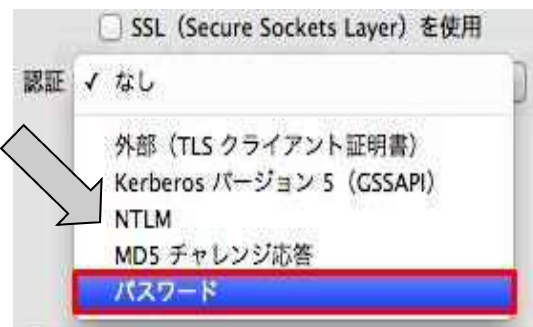 SSL（Secure Sockets Layer）を使用
認証 ✓ なし
外部（TLS クライアント証明書）
Kerberos バージョン 5（GSSAPI）
NTLM
MD5 チャレンジ応答
パスワード